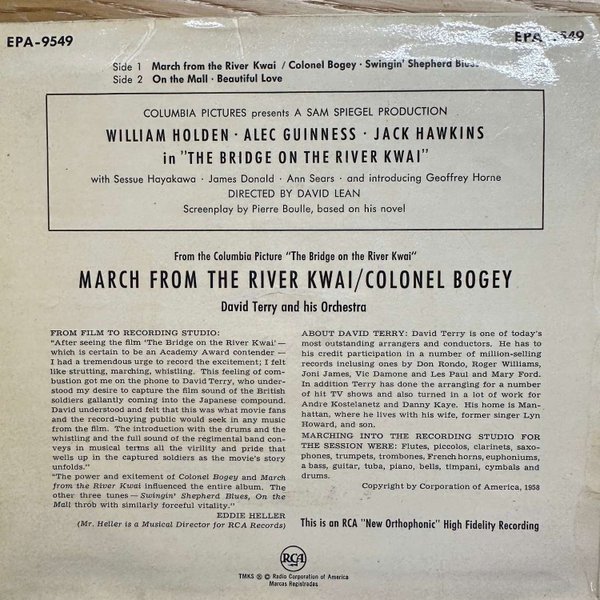 EPA-9549
EPA- 549
Side 1 March from the River Kwai / Colonel Bogey · Swingin' Shepherd Blues
Side 2 On the Mall · Beautiful Love
COLUMBIA PICTURES presents A SAM SPIEGEL PRODUCTION
WILLIAM HOLDEN · ALEC GUINNESS · JACK HAWKINS
in "THE BRIDGE ON THE RIVER KWAI"
with Sessue Hayakawa · James Donald · Ann Sears · and introducing Geoffrey Horne
DIRECTED BY DAVID LEAN
Screenplay by Pierre Boulle, based on his novel
From the Columbia Picture "The Bridge on the River Kwai"
MARCH FROM THE RIVER KWAI/COLONEL BOGEY
David Terry and his Orchestra
FROM FILM TO RECORDING STUDIO:
"After seeing the film 'The Bridge on the River Kwai' —
which is certain to be an Academy Award contender —
I had a tremendous urge to record the excitement; I felt
like strutting, marching, whistling. This feeling of com-
bustion got me on the phone to David Terry, who under-
stood my desire to capture the film sound of the British
soldiers gallantly coming into the Japanese compound.
David understood and felt that this was what movie fans
and the record-buying public would seek in any music
from the film. The introduction with the drums and the
whistling and the full sound of the regimental band con-
veys in musical terms all the virility and pride that
wells up in the captured soldiers as the movie's story
unfolds."
"The power and exitement of Colonel Bogey and March
from the River Kwai influenced the entire album. The
other three tunes — Swingin' Shepherd Blues, On the
Mall throb with similarly forceful vitality."
EDDIE HELLER
(Mr. Heller is a Musical Director for RCA Records)
ABOUT DAVID TERRY: David Terry is one of today's
most outstanding arrangers and conductors. He has to
his credit participation in a number of million-selling
records inclusing ones by Don Rondo, Roger Williams,
Joni James, Vic Damone and Les Paul and Mary Ford.
In addition Terry has done the arranging for a number
of hit TV shows and also turned in a lot of work for
Andre Kostelanetz and Danny Kaye. His home is Man-
hattan, where he lives with his wife, former singer Lyn
Howard, and son.
MARCHING INTO THE RECORDING STUDIO FOR
THE SESSION WERE: Flutes, piccolos, clarinets, saxo-
phones, trumpets, trombones, French horns, euphoniums,
a bass, guitar, tuba, piano, bells, timpani, cymbals and
drums.
Copyright by Corporation of America, 1958
This is an RCA "New Orthophonic" High Fidelity Recording
RCA
TMKS ® © Radio Corporation of America
Marcas Registradas